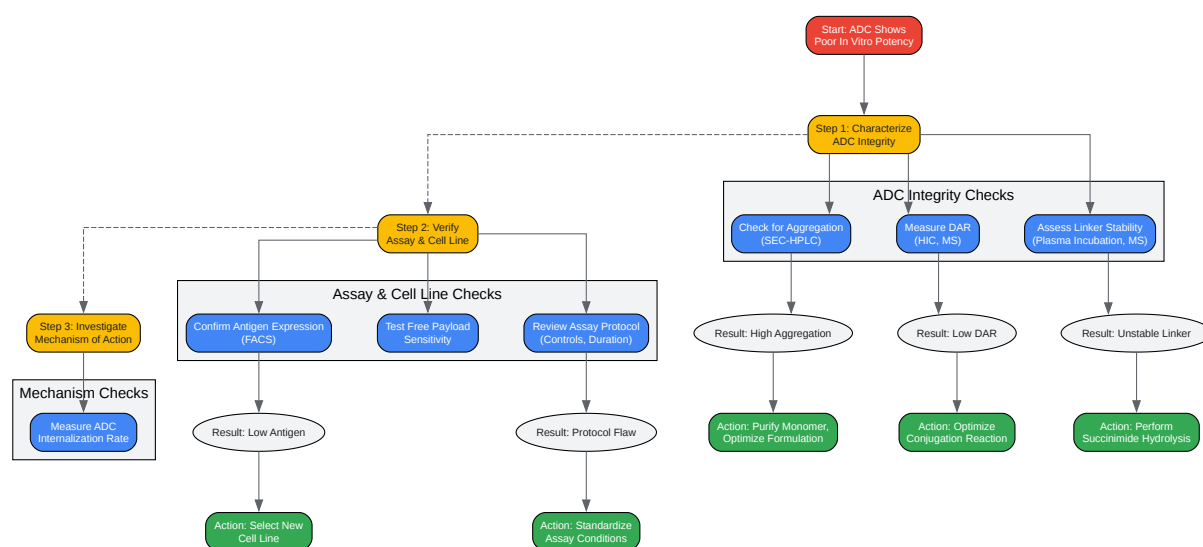 Start: ADC Shows
Poor In Vitro Potency
Step 1: Characterize
ADC Integrity
ADC Integrity Checks
Check for Aggregation
(SEC-HPLC)
Measure DAR
(HIC, MS)
Assess Linker Stability
(Plasma Incubation, MS)
Step 2: Verify
Assay & Cell Line
Assay & Cell Line Checks
Confirm Antigen Expression
(FACS)
Test Free Payload
Sensitivity
Review Assay Protocol
(Controls, Duration)
Step 3: Investigate
Mechanism of Action
Result: High Aggregation
Result: Low DAR
Result: Unstable Linker
Mechanism Checks
Measure ADC
Internalization Rate
Result: Low Antigen
Result: Protocol Flaw
Action: Purify Monomer,
Optimize Formulation
Action: Optimize
Conjugation Reaction
Action: Perform
Succinimide Hydrolysis
Action: Select New
Cell Line
Action: Standardize
Assay Conditions